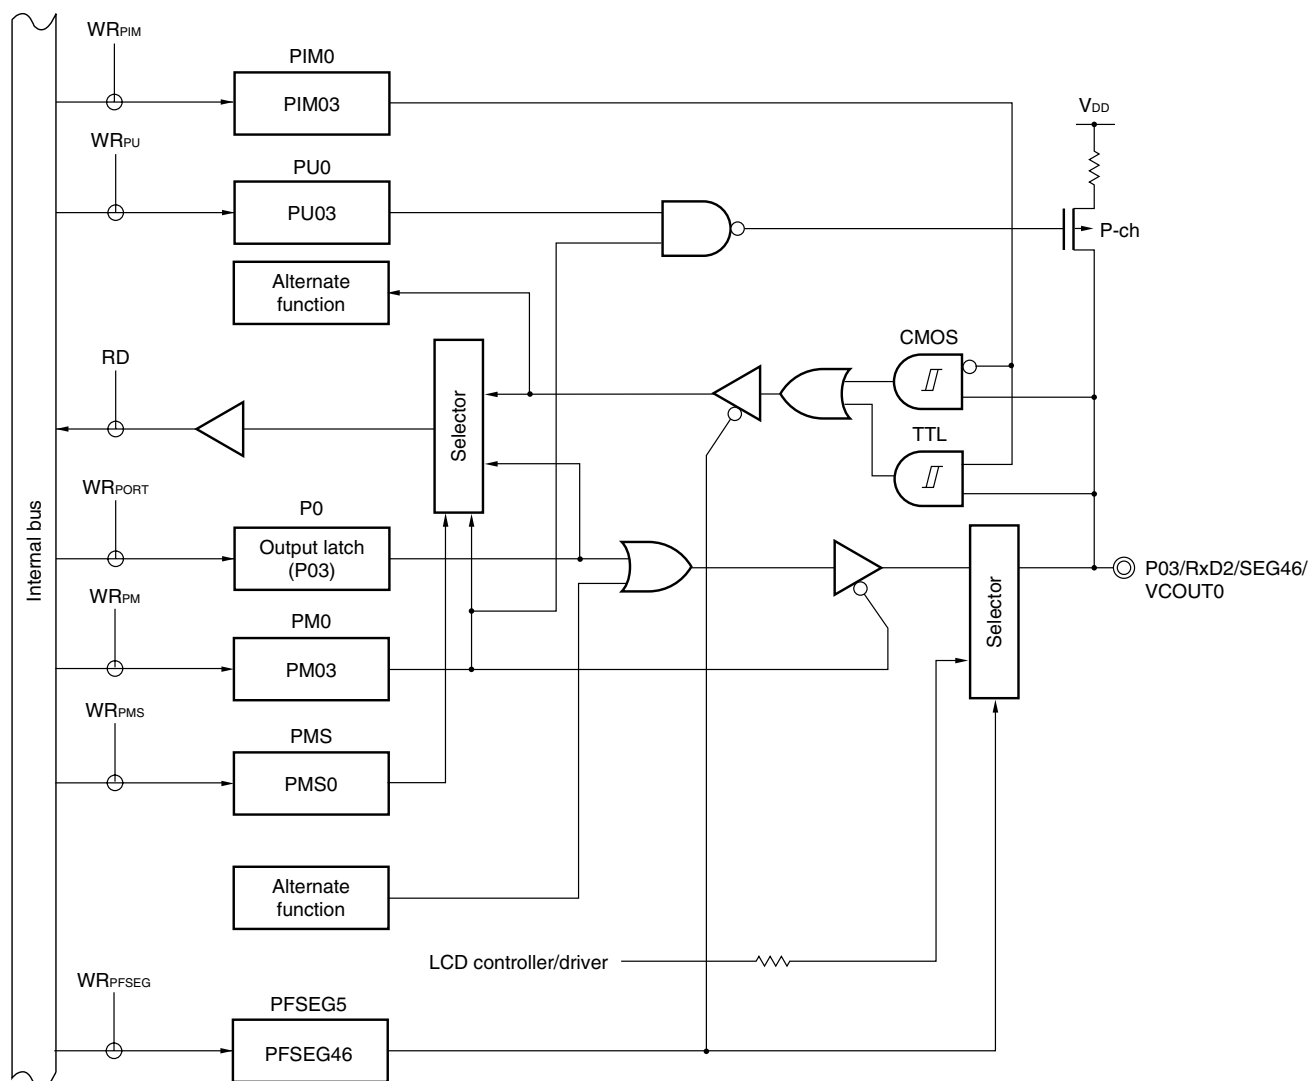 WRPIM
PIM0
PIM03
VDD
WRPU
PU0
PU03
P-ch
Alternate
function
CMOS
RD
Selector
TTL
WRPORT
P0
Output latch
(P03)
Internal bus
P03/RxD2/SEG46/
VCOUT0
WRPM
PM0
PM03
Selector
WRPMS
PMS
PMS0
Alternate
function
LCD controller/driver
WRPFSEG
PFSEG5
PFSEG46